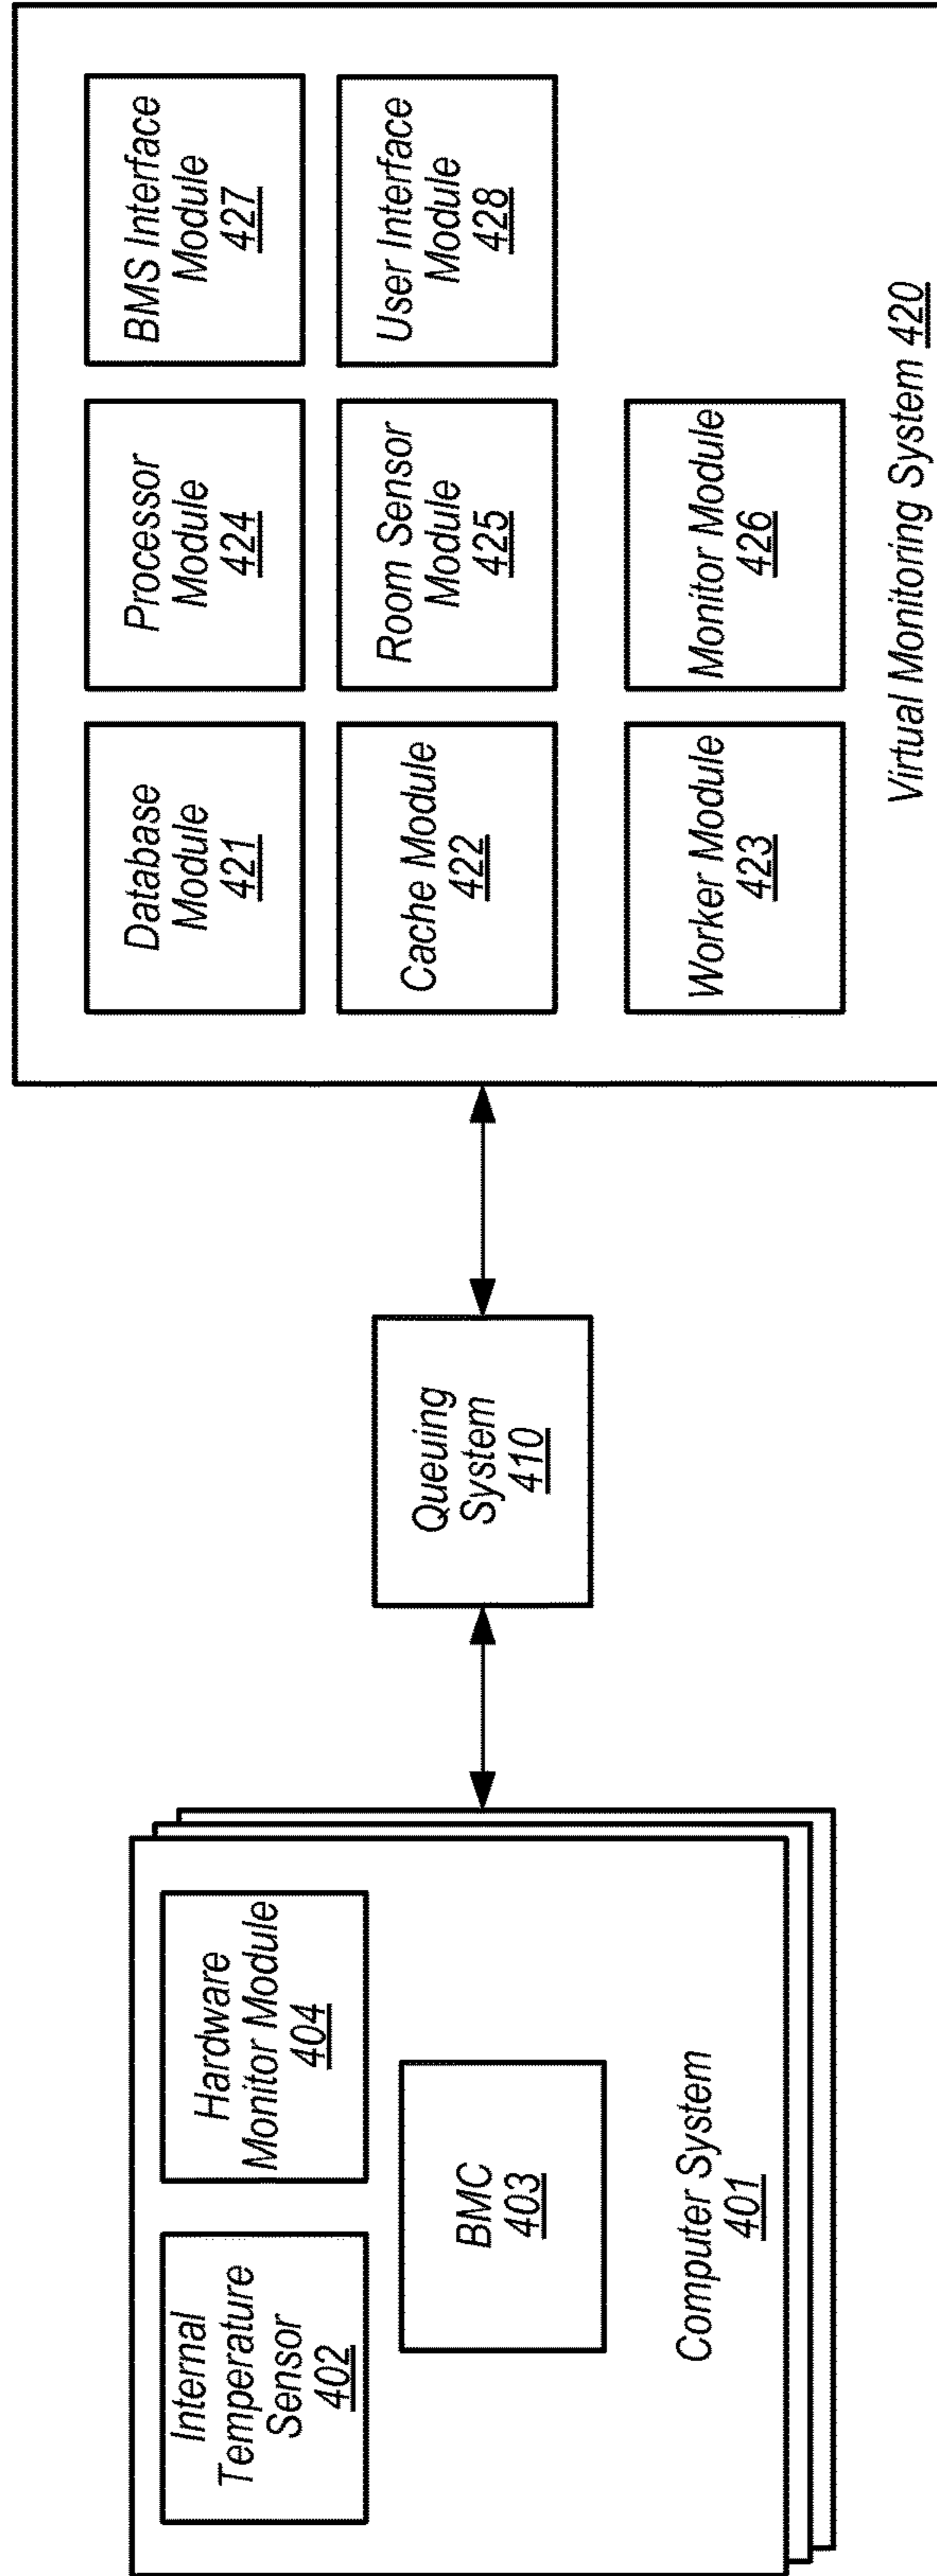 Internal
Temperature
Sensor
402
Hardware
Monitor Module
404
BMC
403
Computer System
401
Queuing
System
410
Database
Module
421
Processor
Module
424
BMS Interface
Module
427
Cache Module
422
Room Sensor
Module
425
User Interface
Module
428
Worker Module
423
Monitor Module
426
Virtual Monitoring System 420